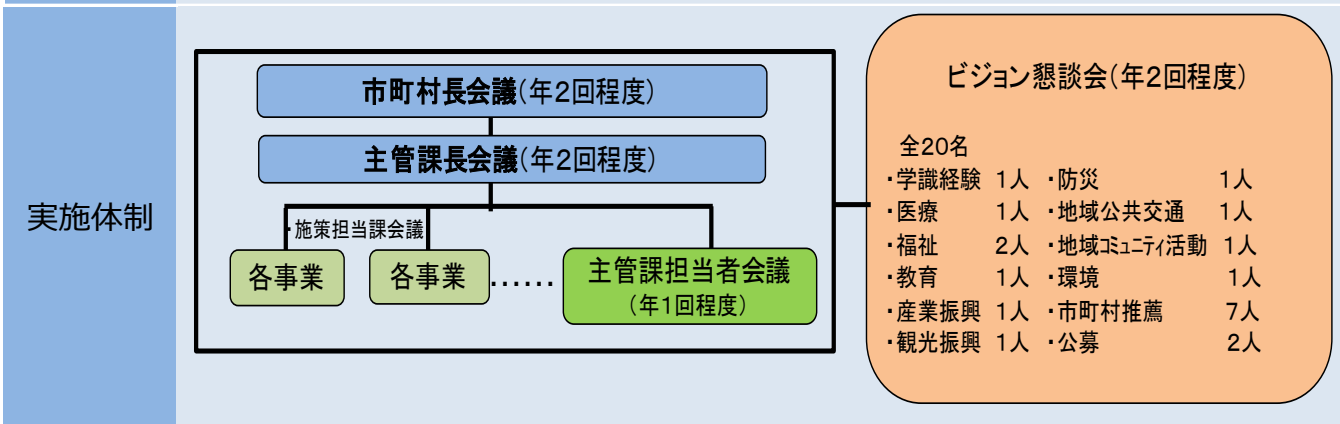 実施体制
市町村長会議(年2回程度)
主管課長会議(年2回程度)
・施策担当課会議
各事業
各事業
……
主管課担当者会議
(年1回程度)
ビジョン懇談会(年2回程度)
全20名
・学識経験 1人 ・防災 1人
・医療 1人 ・地域公共交通 1人
・福祉 2人 ・地域コミュニティ活動 1人
・教育 1人 ・環境 1人
・産業振興 1人 ・市町村推薦 7人
・観光振興 1人 ・公募 2人